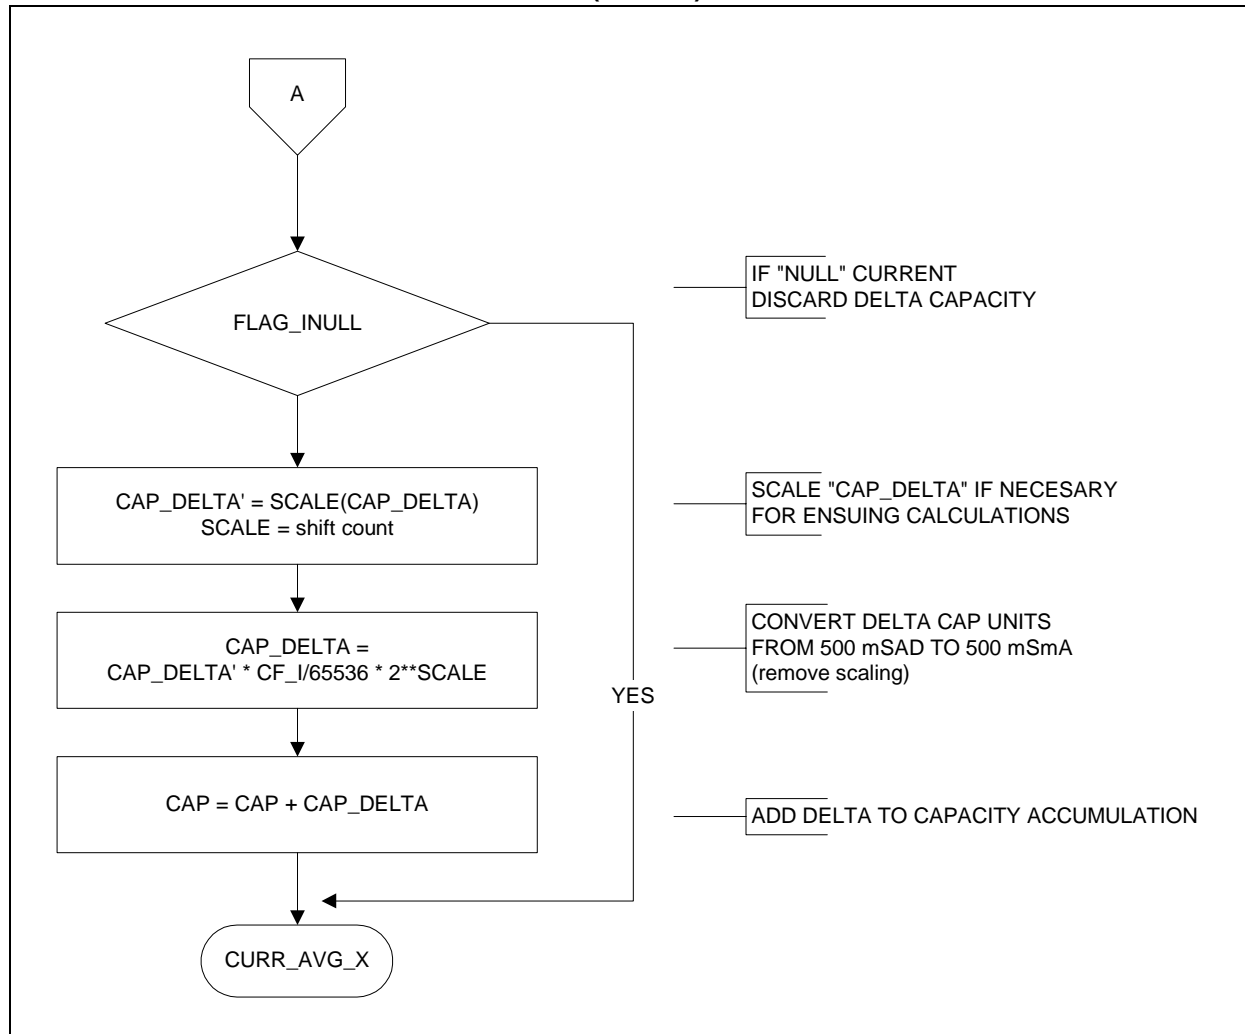 A
IF "NULL" CURRENT
DISCARD DELTA CAPACITY
FLAG_INULL
CAP_DELTA' = SCALE(CAP_DELTA)
SCALE = shift count
SCALE "CAP_DELTA" IF NECESARY
FOR ENSUING CALCULATIONS
CAP_DELTA =
CAP_DELTA' * CF_I/65536 * 2**SCALE
CONVERT DELTA CAP UNITS
FROM 500 mSAD TO 500 mSmA
(remove scaling)
YES
CAP = CAP + CAP_DELTA
ADD DELTA TO CAPACITY ACCUMULATION
CURR_AVG_X